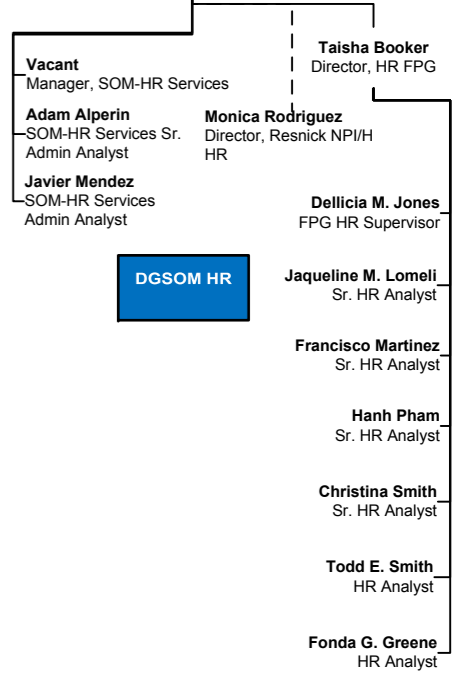 Taisha Booker
Director, HR FPG
Vacant
Manager, SOM-HR Services
Adam Alperin
SOM-HR Services Sr.
Admin Analyst
Monica Rodriguez
Director, Resnick NPI/H
HR
Javier Mendez
SOM-HR Services
Admin Analyst
Dellicia M. Jones
FPG HR Supervisor
DGSOM HR
Jaqueline M. Lomeli
Sr. HR Analyst
Francisco Martinez
Sr. HR Analyst
Hanh Pham
Sr. HR Analyst
Christina Smith
Sr. HR Analyst
Todd E. Smith
HR Analyst
Fonda G. Greene
HR Analyst